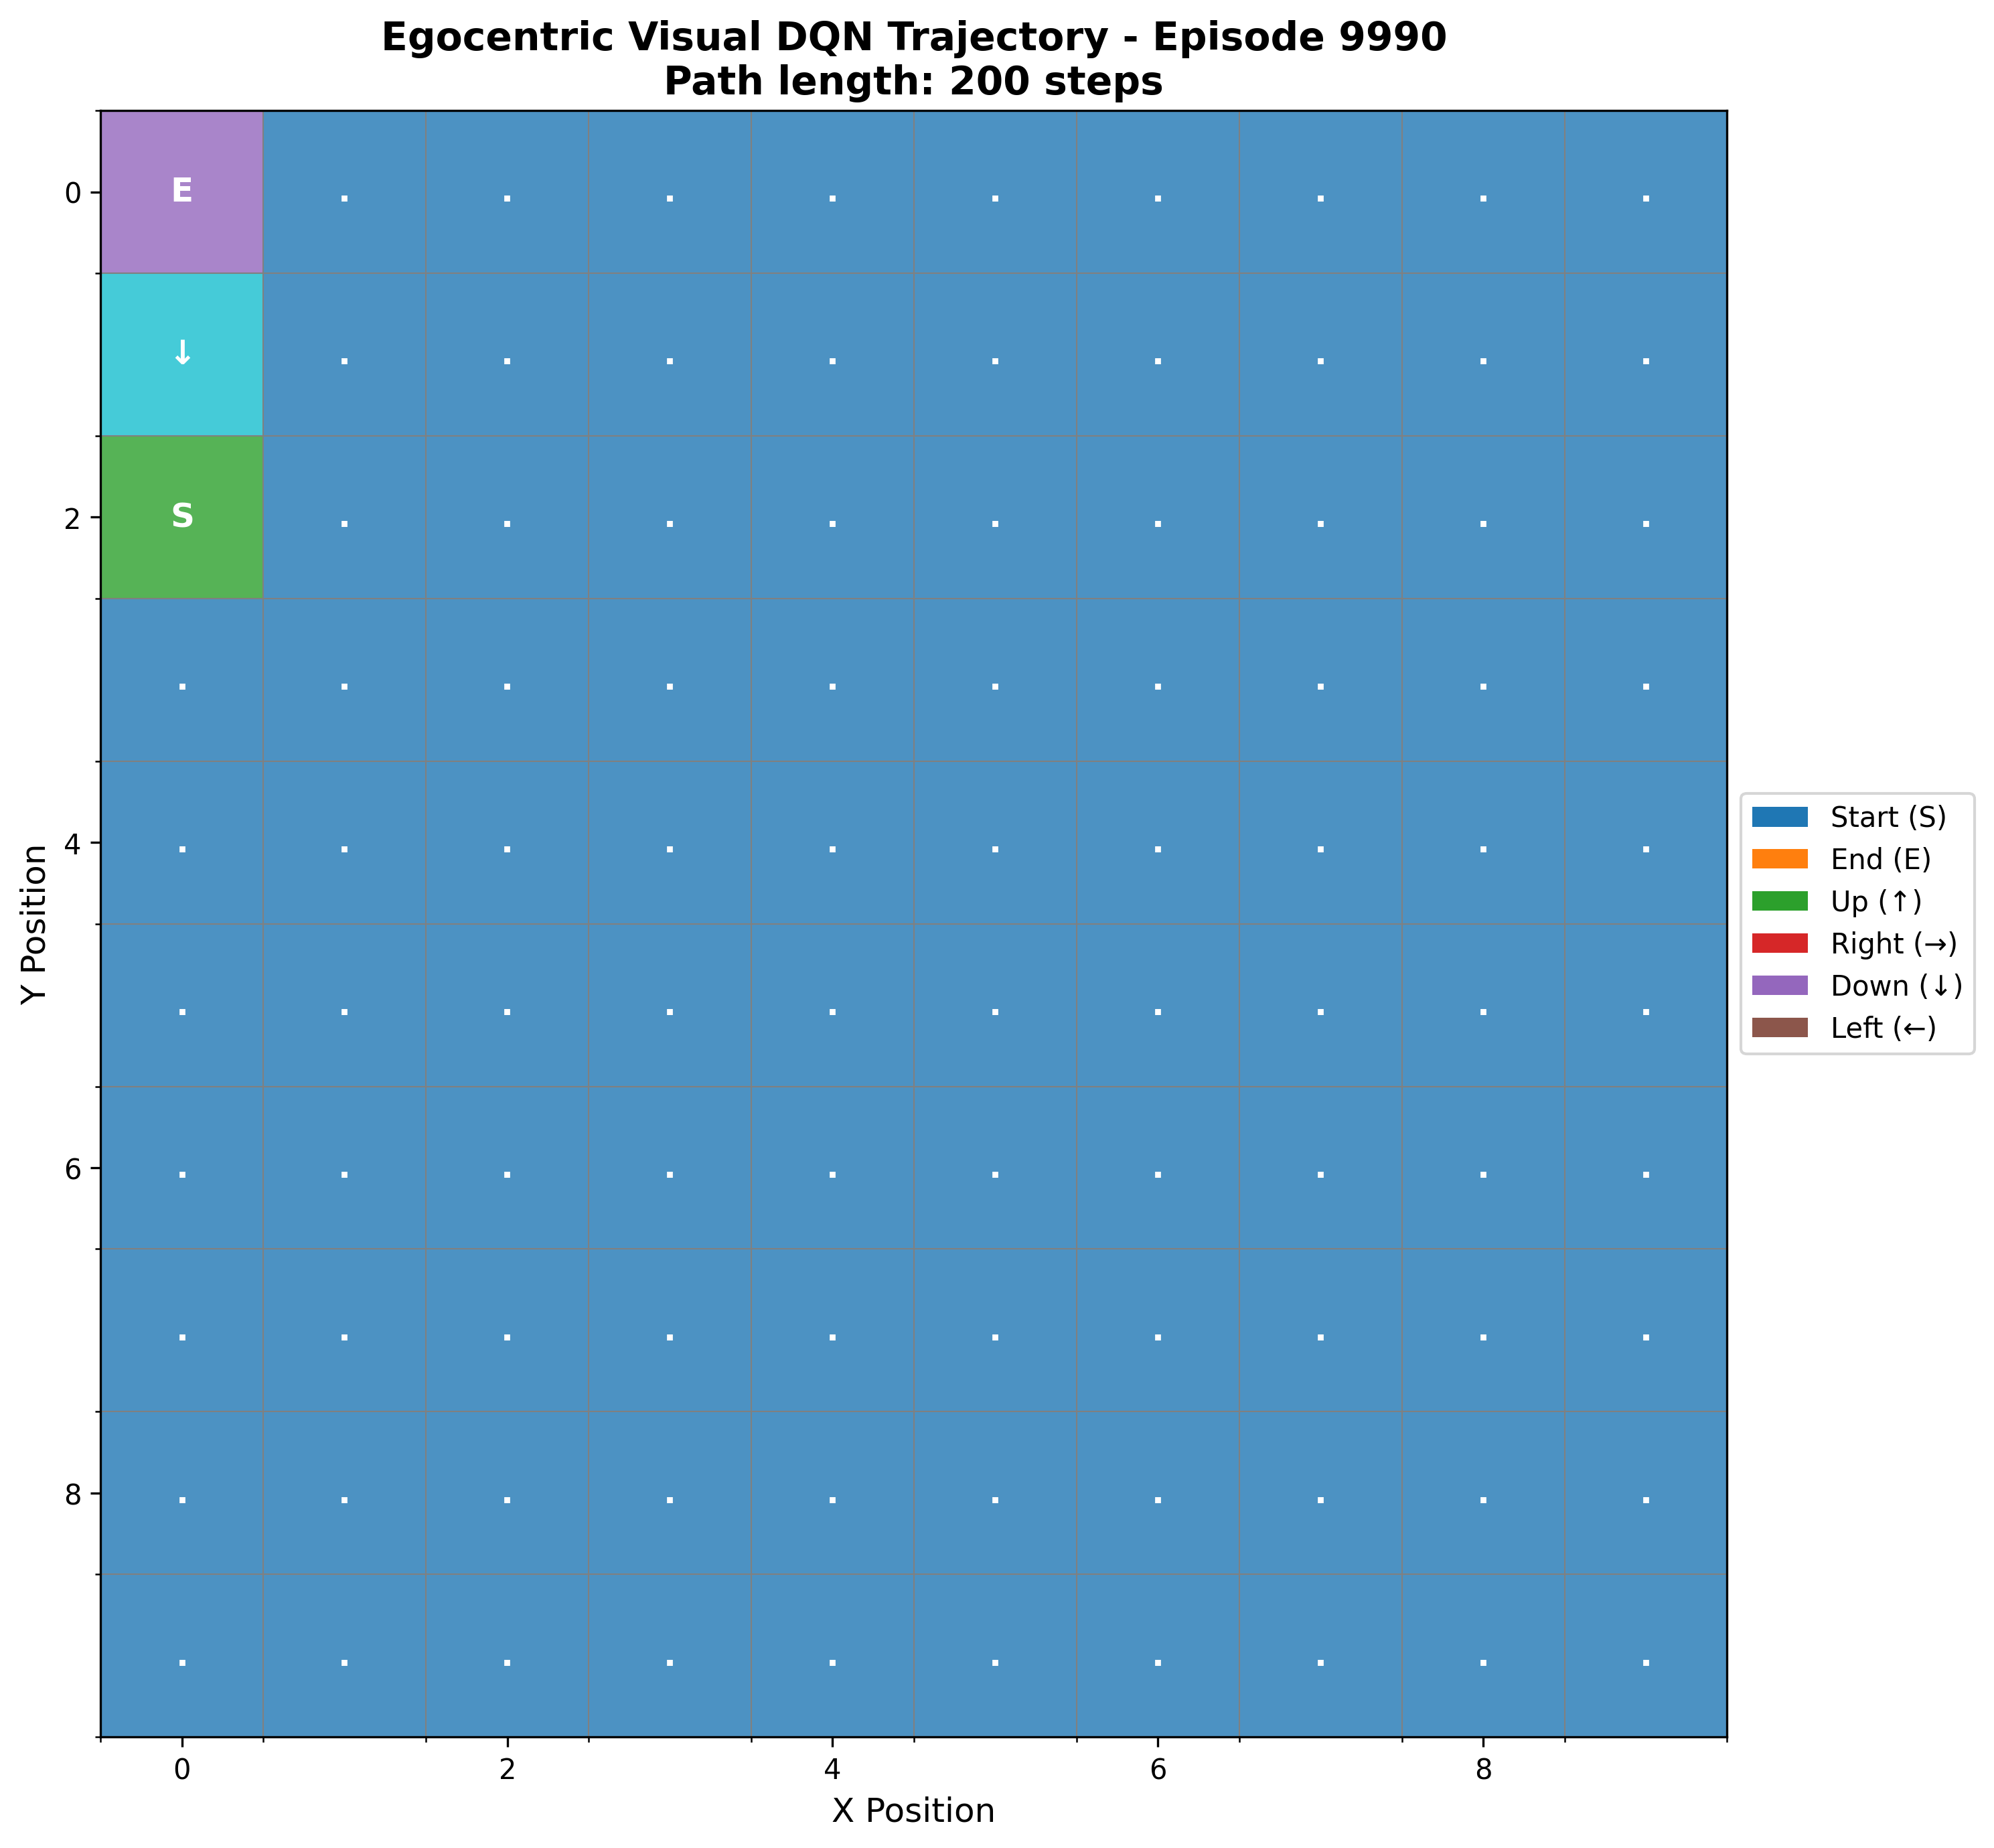 Egocentric Visual DQN Trajectory - Episode 9990
Path length: 200 steps
E
↓
S
0
2
4
6
8
Y Position
0
2
4
6
8
X Position
Start (S)
End (E)
Up (↑)
Right (→)
Down (↓)
Left (←)